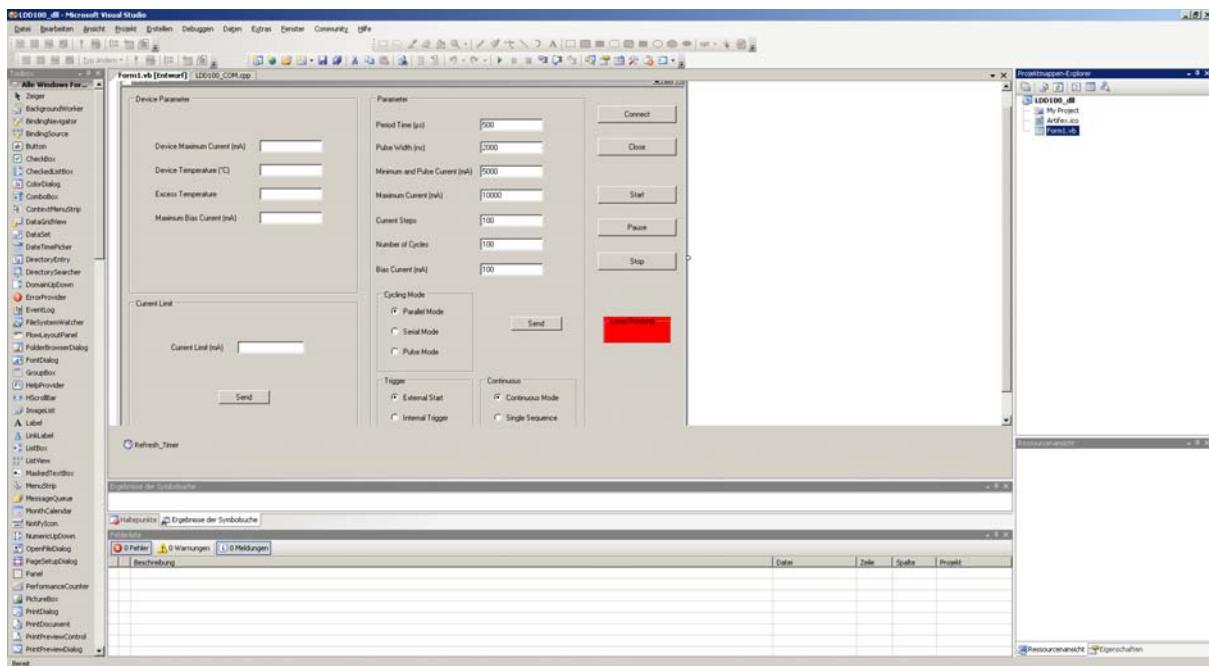 LDD100_dll - Microsoft Visual Studio
Datei Bearbeiten Ansicht Projekt Erstellen Debuggen Daten Extras Fenster Community Hilfe
Toolbox
Alle Windows For...
Zeiger
BackgroundWorker
BindingNavigator
BindingSource
Button
CheckBox
CheckedListBox
ColorDialog
ComboBox
ContextMenuStrip
DataGridView
DataSet
DateTimePicker
DirectoryEntry
DirectorySearcher
DomainUpDown
ErrorProvider
EventLog
FileSystemWatcher
FlowLayoutPanel
FolderBrowserDialog
FontDialog
GroupBox
HelpProvider
HScrollBar
ImageList
Label
LinkLabel
ListBox
ListView
MaskedTextBox
MenuStrip
MessageQueue
MonthCalendar
NotifyIcon
NumericUpDown
OpenFileDialog
PageSetupDialog
Panel
PerformanceCounter
PictureBox
PrintDialog
PrintDocument
PrintPreviewControl
PrintPreviewDialog
Form1.vb [Entwurf] LDD100_COM.cpp
Device Parameter
Device Maximum Current (mA)
Device Temperature (°C)
Excess Temperature
Maximum Bias Current (mA)
Current Limit
Current Limit (mA)
Send
Parameter
Period Time (µs) 500
Pulse Width (ns) 2000
Minimum and Pulse Current (mA) 5000
Maximum Current (mA) 10000
Current Steps 100
Number of Cycles 100
Bias Current (mA) 100
Cycling Mode
Parallel Mode
Serial Mode
Pulse Mode
Send
Trigger
External Start
Internal Trigger
Continuous
Continuous Mode
Single Sequence
Connect
Close
Start
Pause
Stop
Laser Running
Refresh_Timer
Ergebnisse der Symbolsuche
Haltepunkte Ergebnisse der Symbolsuche
Fehlerliste
0 Fehler 0 Warnungen 0 Meldungen
Beschreibung Datei Zeile Spalte Projekt
Projektmappen-Explorer
LDD100_dll
My Project
Artifex.ico
Form1.vb
Ressourcenansicht
Ressourcenansicht Eigenschaften
Bereit